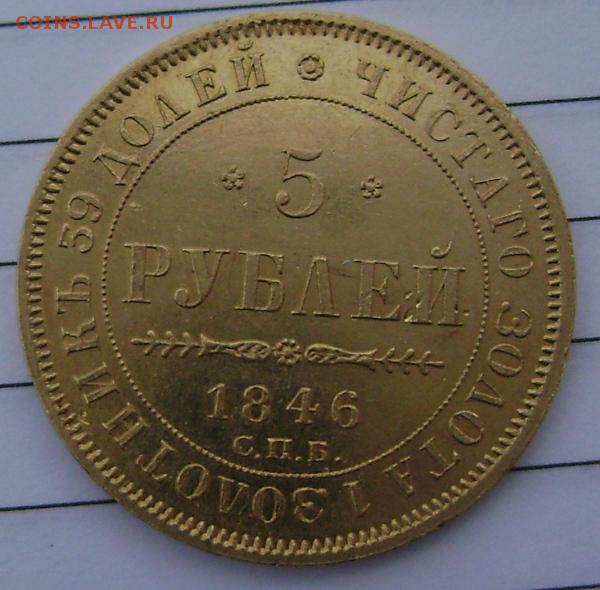 COINS.LAVE.RU
ЧИСТАГО ЗОЛОТА 1 ЗОЛОТНИКЪ 39 ДОЛЕЙ
5
РУБЛЕЙ
1846
С.П.Б.